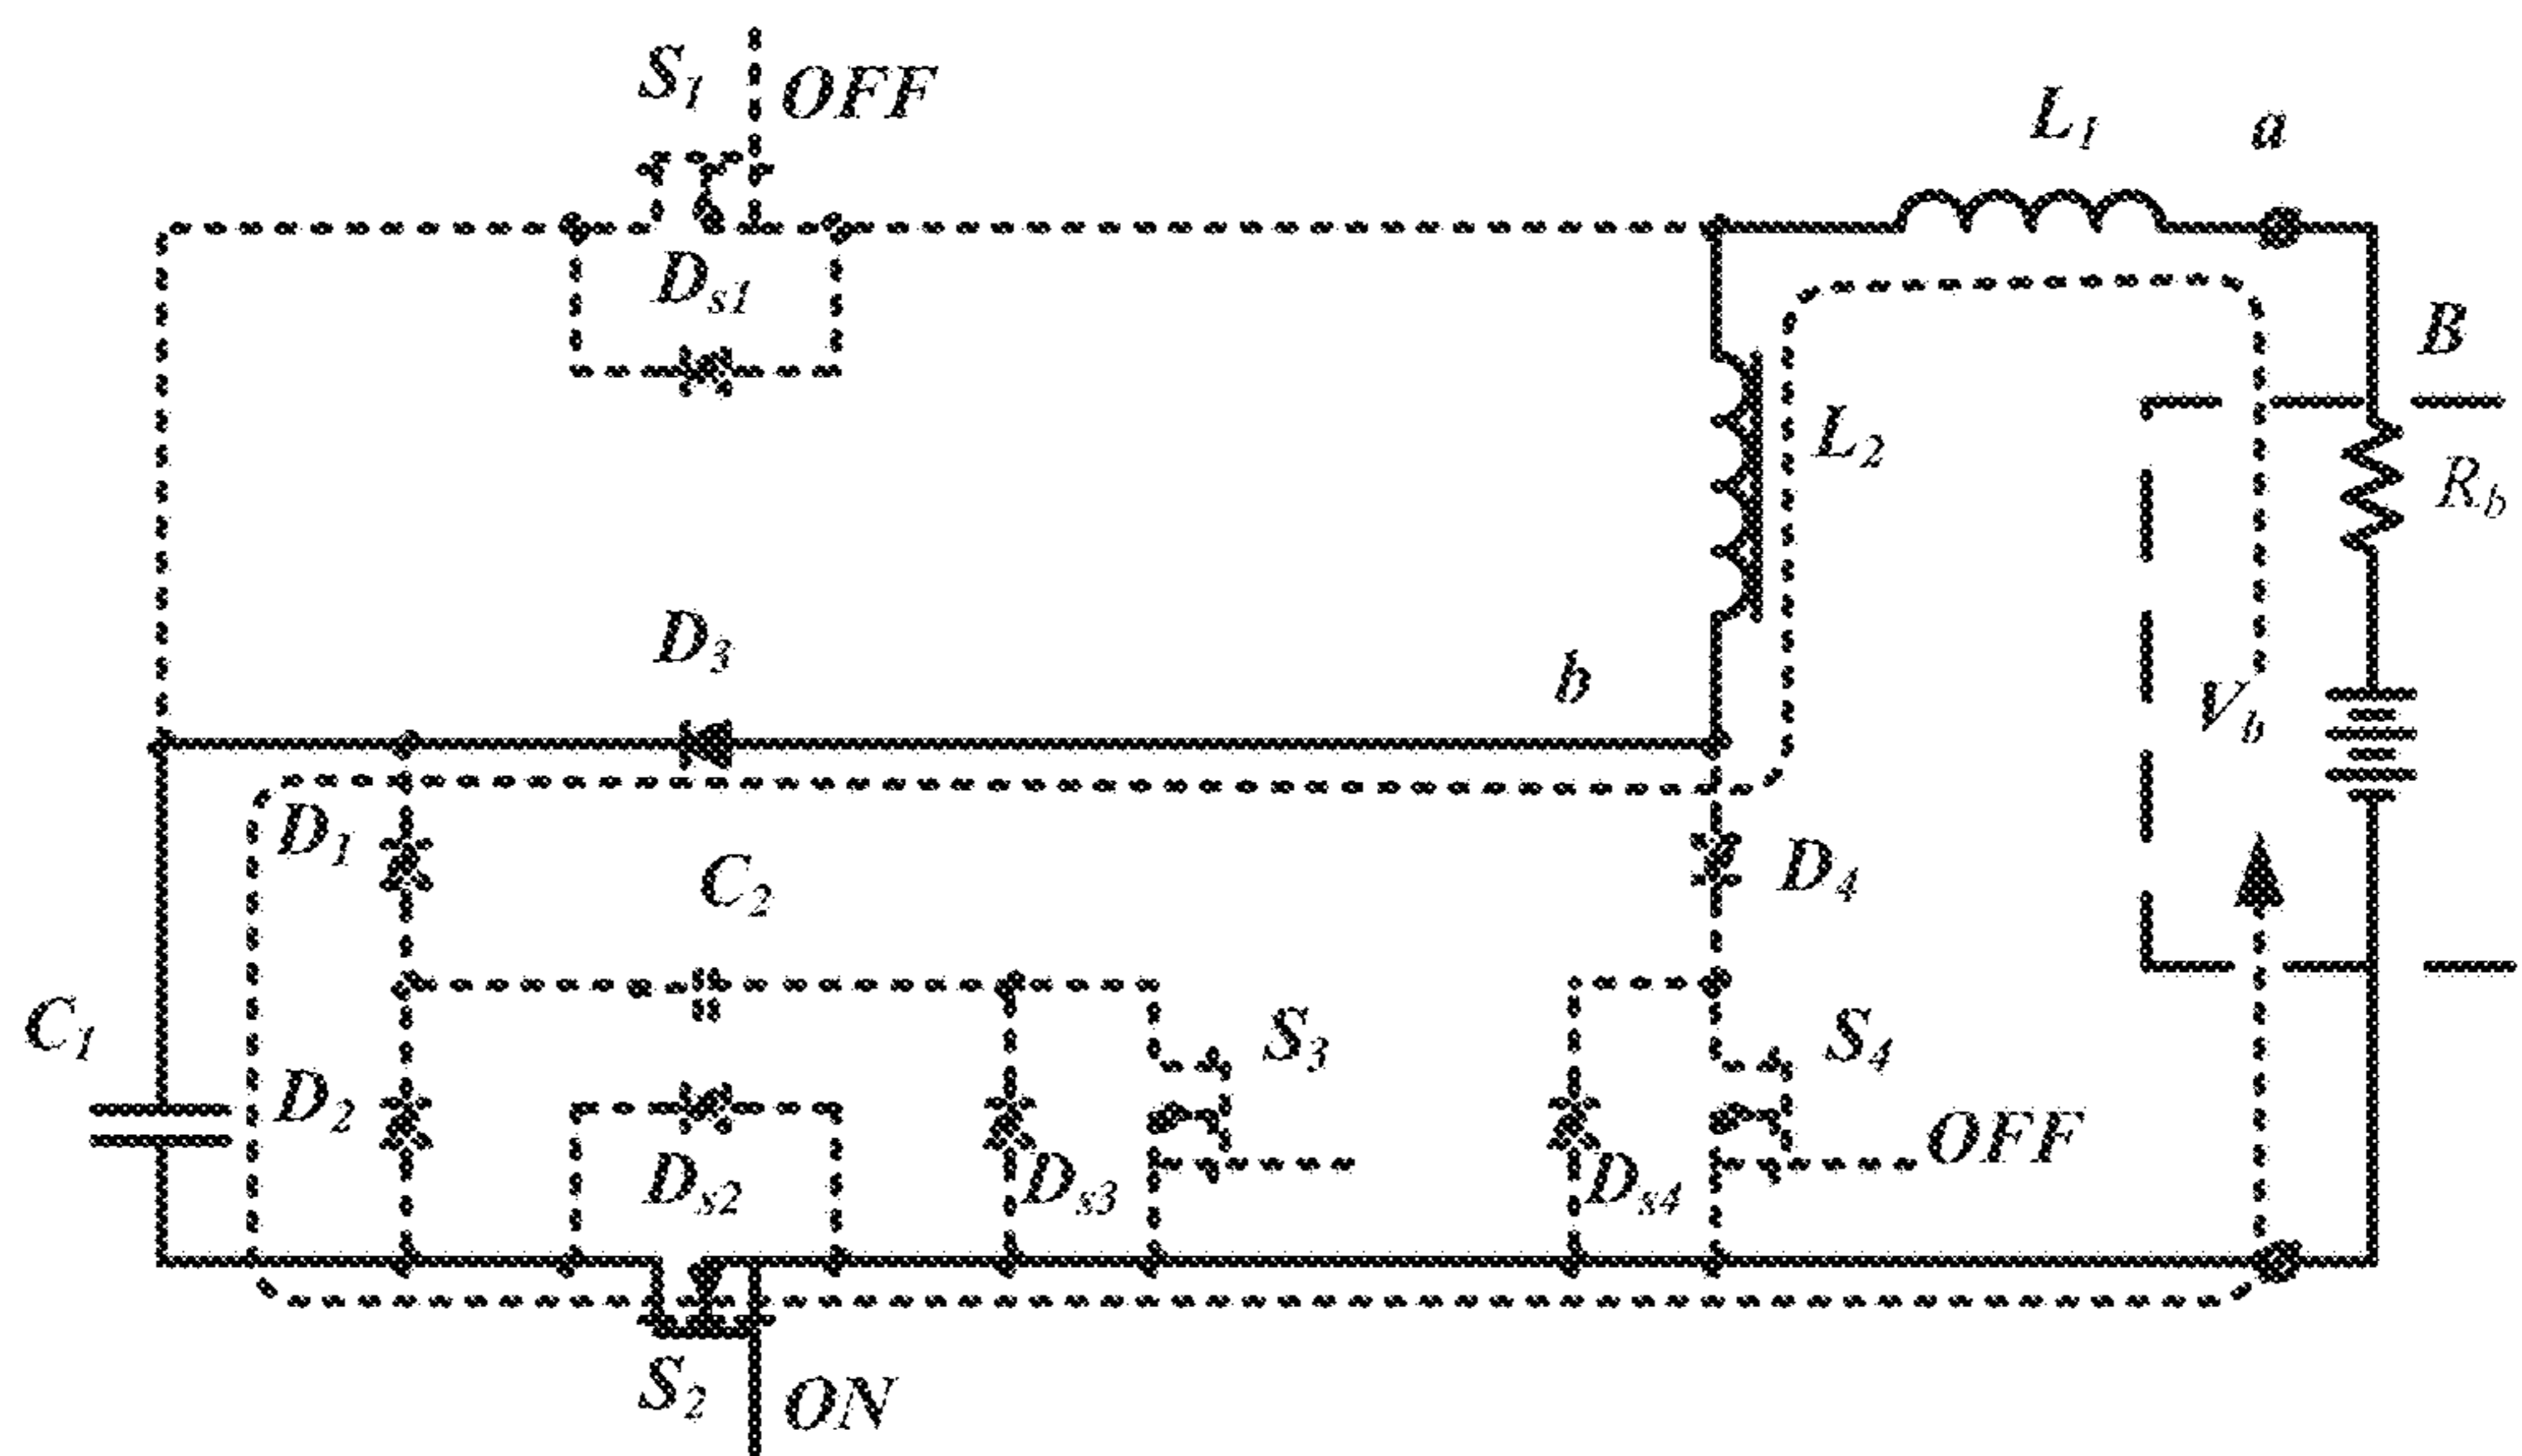 S1 OFF
L1 a
Ds1
B
L2
Rb
D3
b
Vb
D1
C2
D4
C1
S3
S4
D2
OFF
Ds2
Ds3
Ds4
S2 ON